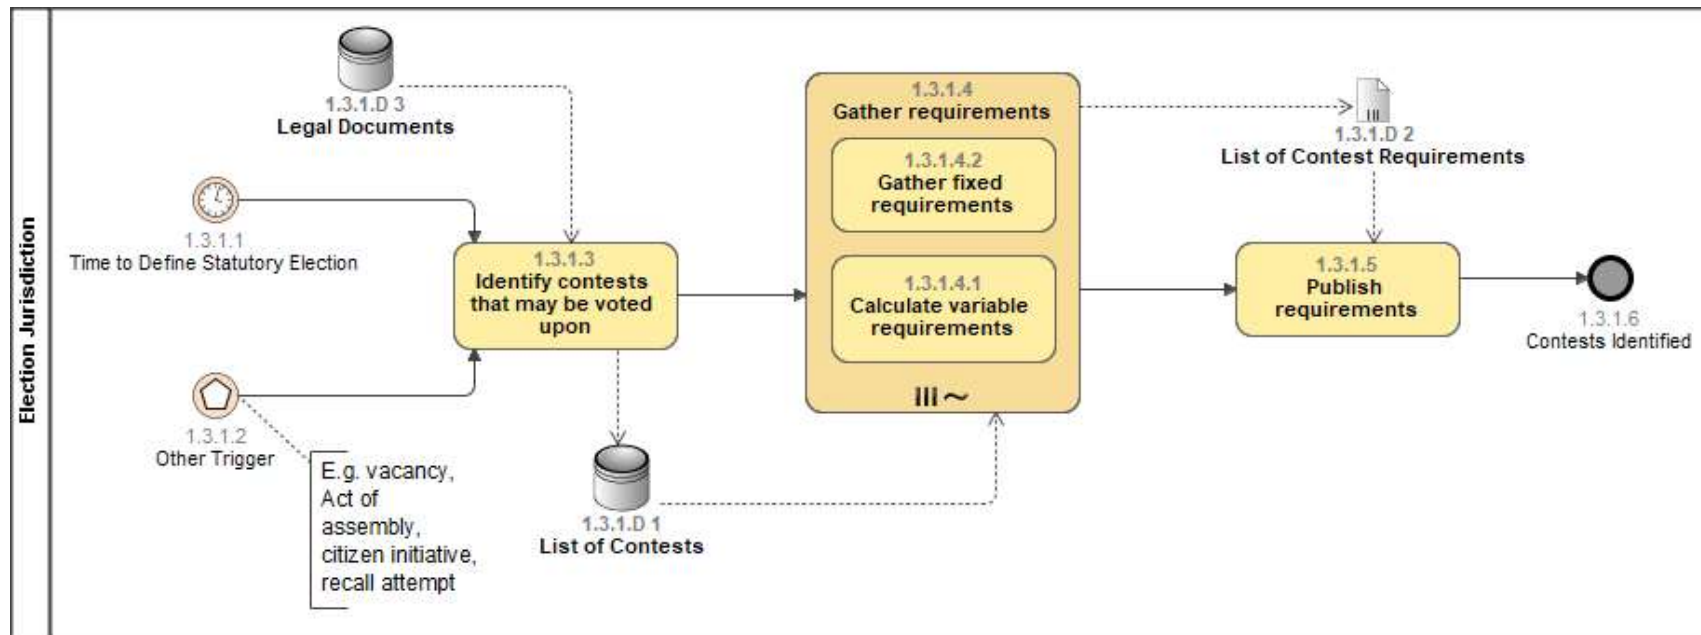 Election Jurisdiction
1.3.1.D 3
Legal Documents
1.3.1.1
Time to Define Statutory Election
1.3.1.2
Other Trigger
E.g. vacancy,
Act of
assembly,
citizen initiative,
recall attempt
1.3.1.3
Identify contests
that may be voted
upon
1.3.1.D 1
List of Contests
1.3.1.4
Gather requirements
1.3.1.4.2
Gather fixed
requirements
1.3.1.4.1
Calculate variable
requirements
1.3.1.D 2
List of Contest Requirements
1.3.1.5
Publish
requirements
1.3.1.6
Contests Identified